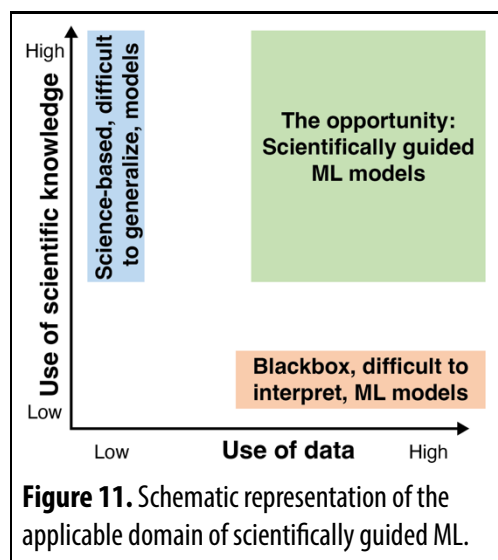 High
Use of scientific knowledge
Low
Science-based, difficult
to generalize, models
The opportunity:
Scientifically guided
ML models
Blackbox, difficult to
interpret, ML models
Low
Use of data
High
Figure 11. Schematic representation of the
applicable domain of scientifically guided ML.